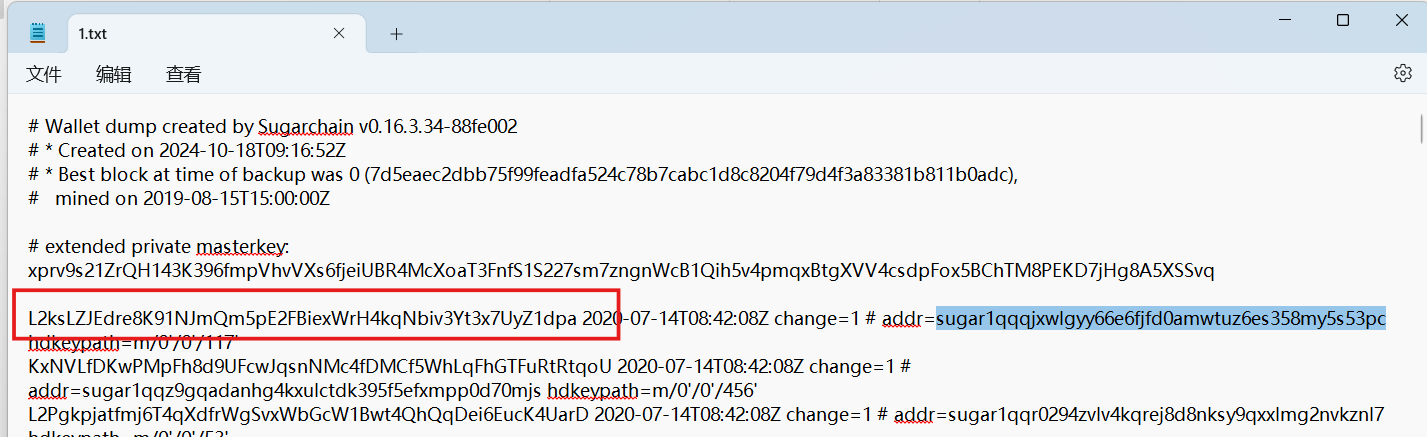 1.txt
文件 编辑 查看
# Wallet dump created by Sugarchain v0.16.3.34-88fe002
# * Created on 2024-10-18T09:16:52Z
# * Best block at time of backup was 0 (7d5eaec2dbb75f99feadfa524c78b7cabc1d8c8204f79d4f3a83381b811b0adc),
#   mined on 2019-08-15T15:00:00Z
# extended private masterkey:
xprv9s21ZrQH143K396fmpVhvVXs6fjeiUBR4McXoaT3FnfS1S227sm7zngnWcB1Qih5v4pmqxBtgXVV4csdpFox5BChTM8PEKD7jHg8A5XSSvq
L2ksLZJEdre8K91NJmQm5pE2FBiexWrH4kqNbiv3Yt3x7UyZ1dpa 2020-07-14T08:42:08Z change=1 # addr=sugar1qqqjxwlgyy66e6fjfd0amwtuz6es358my5s53pc
hdkeypath=m/0'/0'/117'
KxNVLfDKwPMpFh8d9UFcwJqsnNMc4fDMCf5WhLqFhGTFuRtRtqoU 2020-07-14T08:42:08Z change=1 #
addr=sugar1qqz9gqadanhg4kxulctdk395f5efxmpp0d70mjs hdkeypath=m/0'/0'/456'
L2Pgkpjatfmj6T4qXdfrWgSvxWbGcW1Bwt4QhQqDei6EucK4UarD 2020-07-14T08:42:08Z change=1 # addr=sugar1qqr0294zvlv4kqrej8d8nksy9qxxlmg2nvkznl7
hdkeypath=m/0'/0'/53'